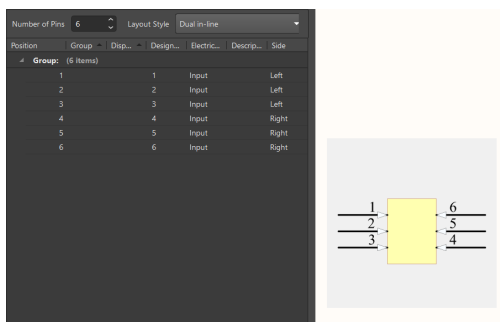 Number of Pins 6 Layout Style Dual in-line
Position Group Disp... Design... Electric... Descrip... Side
Group: (6 items)
1 1 Input Left
2 2 Input Left
3 3 Input Left
4 4 Input Right
5 5 Input Right
6 6 Input Right
1 6
2 5
3 4